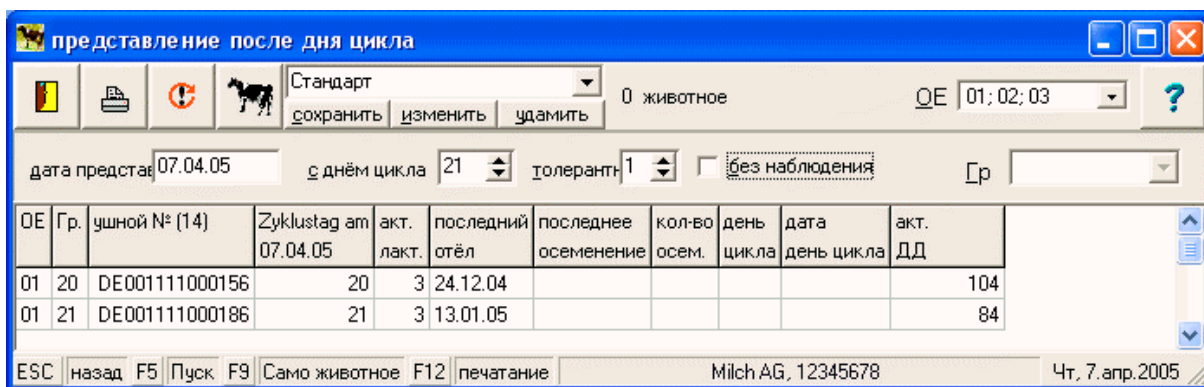 представление после дня цикла
Стандарт
0 животное
ОЕ 01; 02; 03
?
сохранить изменить удамить
дата представ 07.04.05 с днём цикла 21 толерантн 1 без наблюдения Гр
ОЕ Гр. ушной № (14) Zyklustag am акт. последний последнее кол-во день дата акт.
07.04.05 лакт. отёл осеменение осем. цикла день цикла ДД
01 20 DE001111000156 20 3 24.12.04 104
01 21 DE001111000186 21 3 13.01.05 84
ESC назад F5 Пуск F9 Само животное F12 печатание Milch AG, 12345678 Чт, 7.апр.2005